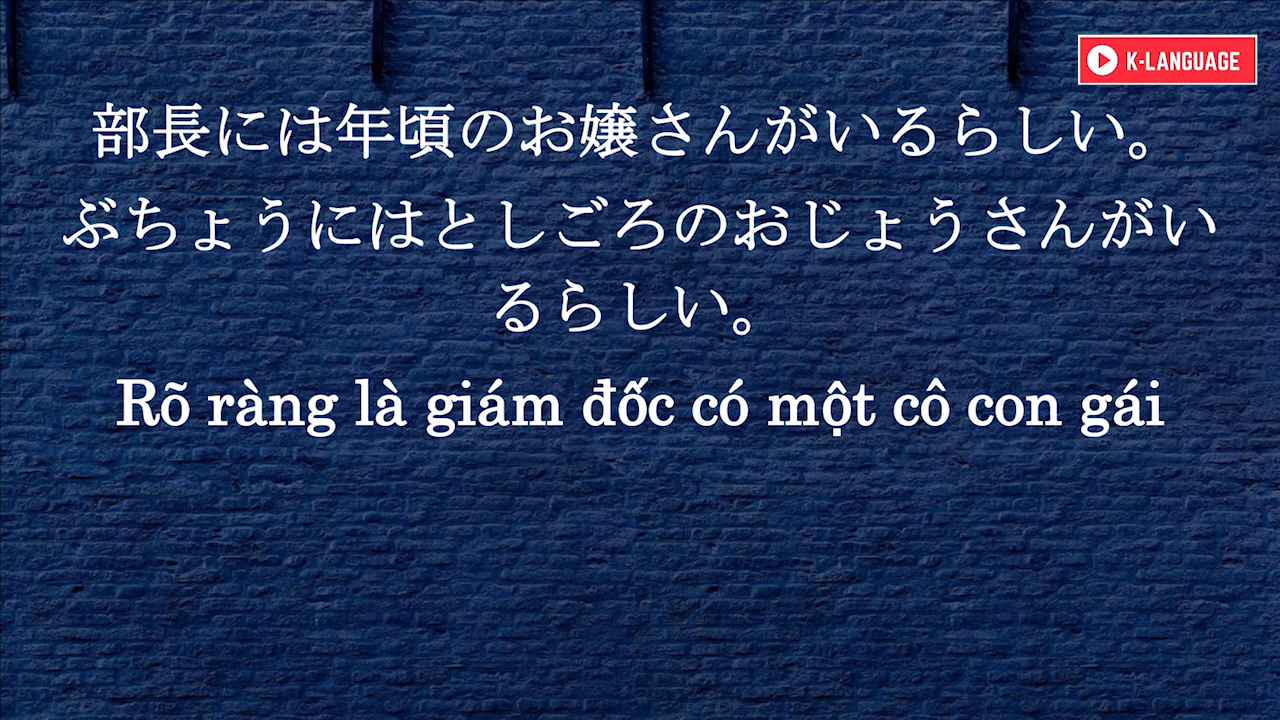 K-LANGUAGE
部長には年頃のお嬢さんがいるらしい。
ぶちょうにはとしごろのおじょうさんがい
るらしい。
Rõ ràng là giám đốc có một cô con gái